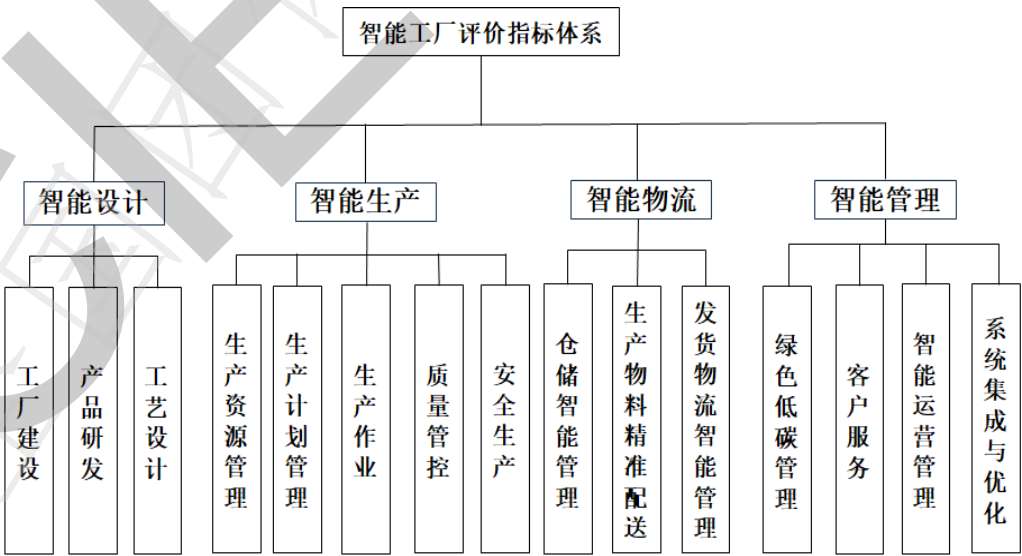 智能工厂评价指标体系
智能设计
智能生产
智能物流
智能管理
工厂建设
产品研发
工艺设计
生产资源管理
生产计划管理
生产作业
质量管控
安全生产
仓储智能管理
生产物料精准配送
发货物流智能管理
绿色低碳管理
客户服务
智能运营管理
系统集成与优化